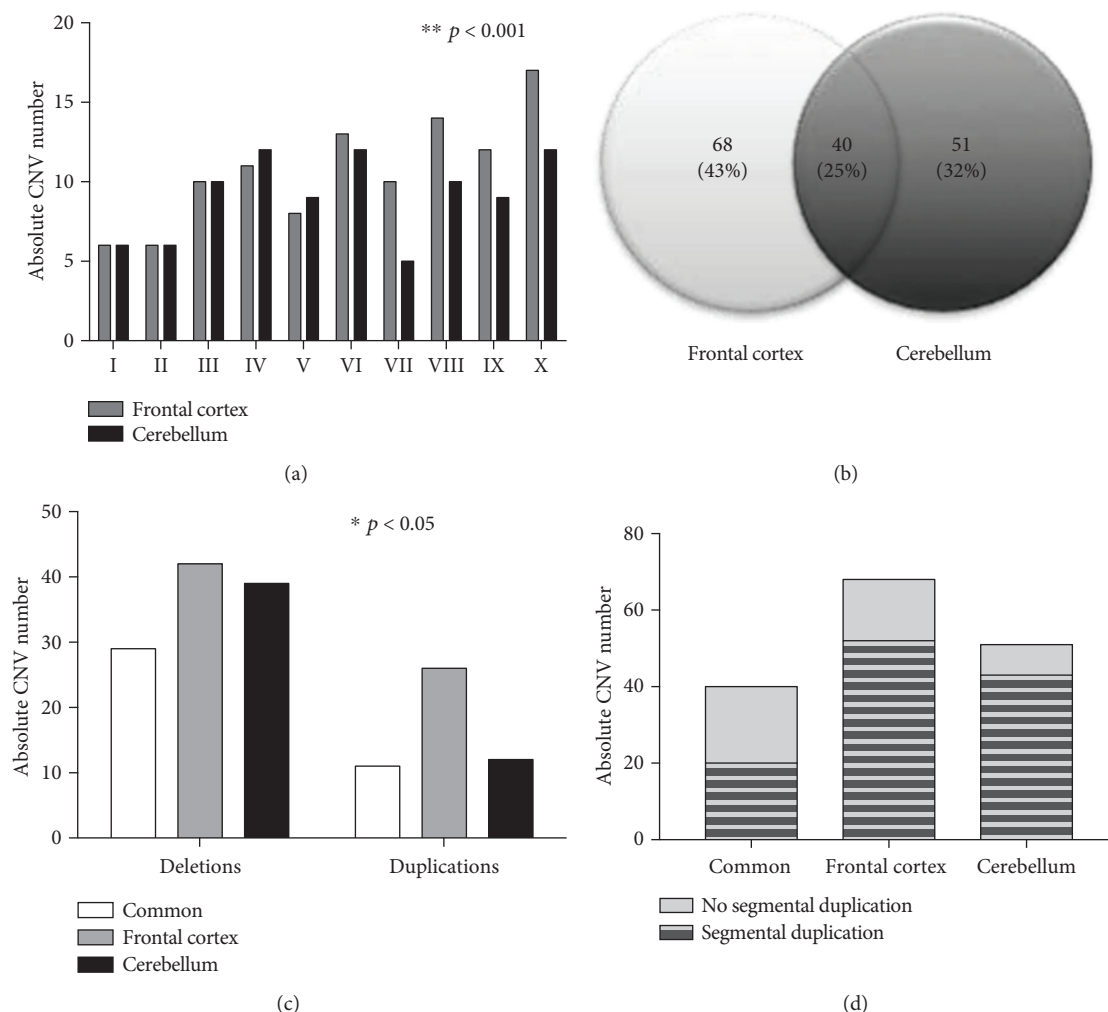 20
15
10
5
0
Absolute CNV number
** p < 0.001
I II III IV V VI VII VIII IX X
Frontal cortex
Cerebellum
(a)
68
(43%)
40
(25%)
51
(32%)
Frontal cortex
Cerebellum
(b)
50
40
30
20
10
0
Absolute CNV number
* p < 0.05
Deletions Duplications
Common
Frontal cortex
Cerebellum
(c)
80
60
40
20
0
Absolute CNV number
Common Frontal cortex Cerebellum
No segmental duplication
Segmental duplication
(d)